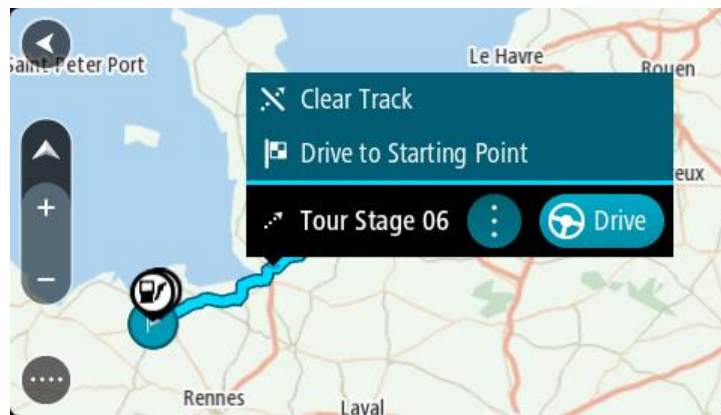 Saint Peter Port
Le Havre
Rouen
Clear Track
Drive to Starting Point
eux
Tour Stage 06
Drive
Rennes
Laval